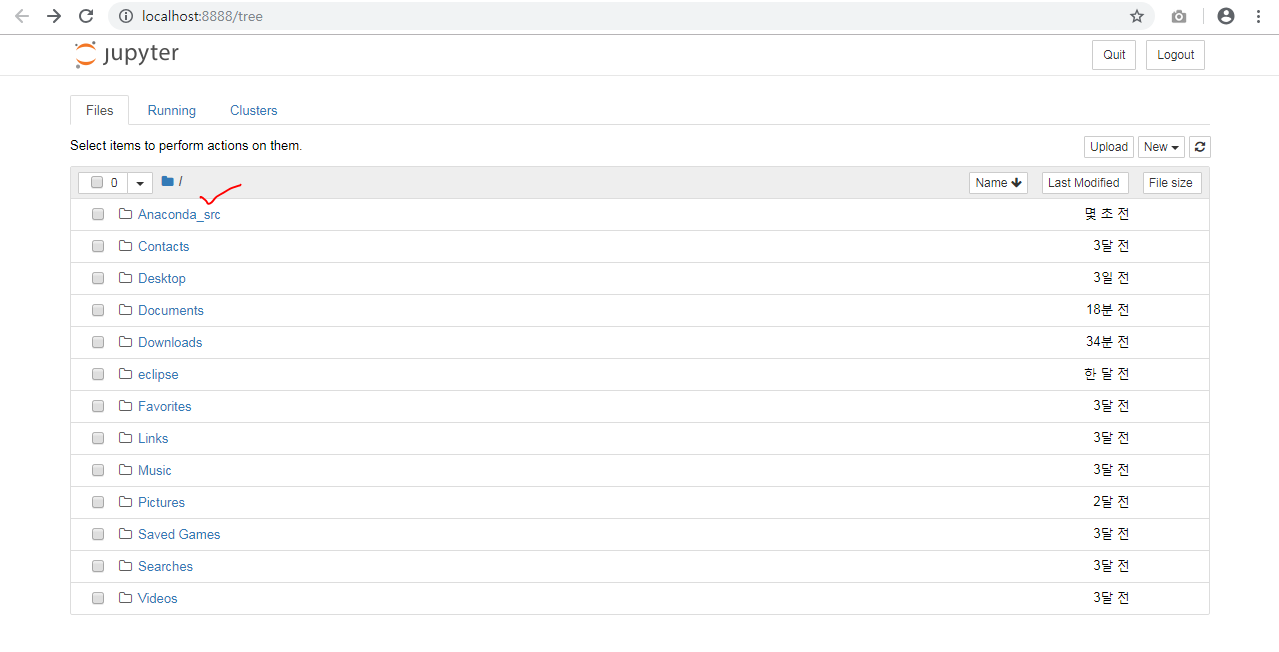 localhost:8888/tree
jupyter
Quit Logout
Files Running Clusters
Select items to perform actions on them.
Upload New
0 / Name Last Modified File size
Anaconda_src 몇 초 전
Contacts 3달 전
Desktop 3일 전
Documents 18분 전
Downloads 34분 전
eclipse 한 달 전
Favorites 3달 전
Links 3달 전
Music 3달 전
Pictures 2달 전
Saved Games 3달 전
Searches 3달 전
Videos 3달 전